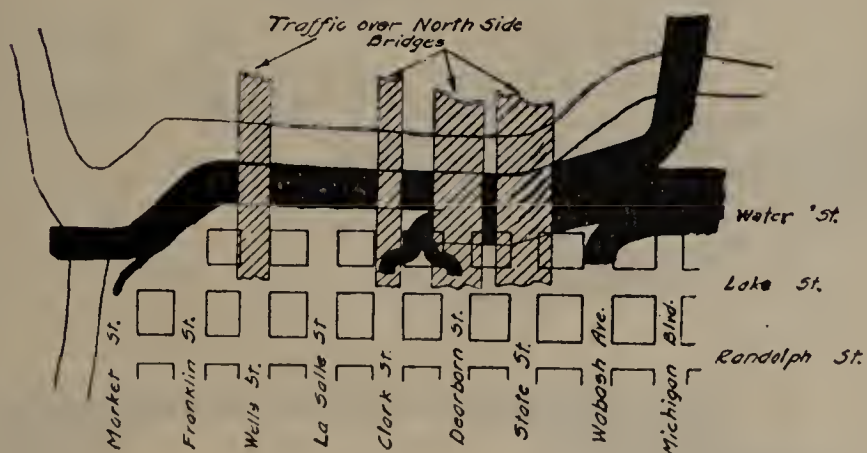 Traffic over North Side
Bridges
Water St.
Lake St.
Randolph St.
Market St.
Franklin St.
Wells St.
La Salle St
Clark St.
Dearborn St.
State St.
Wabash Ave.
Michigan Blvd.